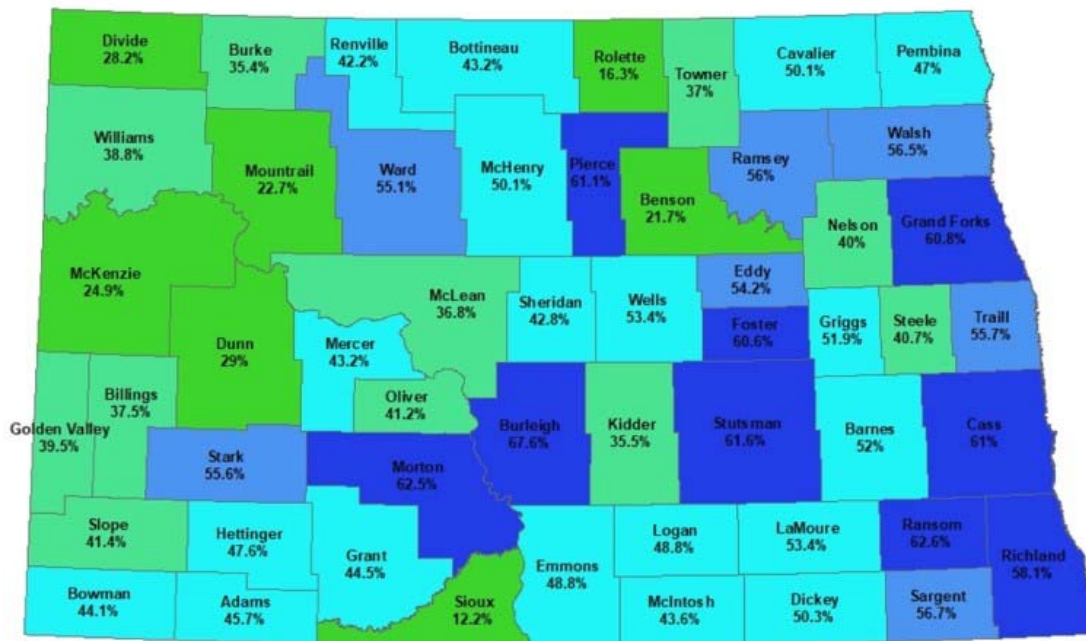 Divide
28.2%
Burke
35.4%
Renville
42.2%
Bottineau
43.2%
Rolette
16.3%
Towner
37%
Cavalier
50.1%
Pembina
47%
Williams
38.8%
Mountrail
22.7%
Ward
55.1%
McHenry
50.1%
Pierce
61.1%
Benson
21.7%
Ramsey
56%
Walsh
56.5%
Nelson
40%
Grand Forks
60.8%
McKenzie
24.9%
Dunn
29%
McLean
36.8%
Mercer
43.2%
Oliver
41.2%
Sheridan
42.8%
Wells
53.4%
Eddy
54.2%
Foster
60.6%
Griggs
51.9%
Steele
40.7%
Traill
55.7%
Golden Valley
39.5%
Billings
37.5%
Stark
55.6%
Morton
62.5%
Burleigh
67.6%
Kidder
35.5%
Stutsman
61.6%
Barnes
52%
Cass
61%
Slope
41.4%
Hettinger
47.6%
Grant
44.5%
Emmons
48.8%
Logan
48.8%
LaMoure
53.4%
Ransom
62.6%
Richland
58.1%
Bowman
44.1%
Adams
45.7%
Sioux
12.2%
McIntosh
43.6%
Dickey
50.3%
Sargent
56.7%